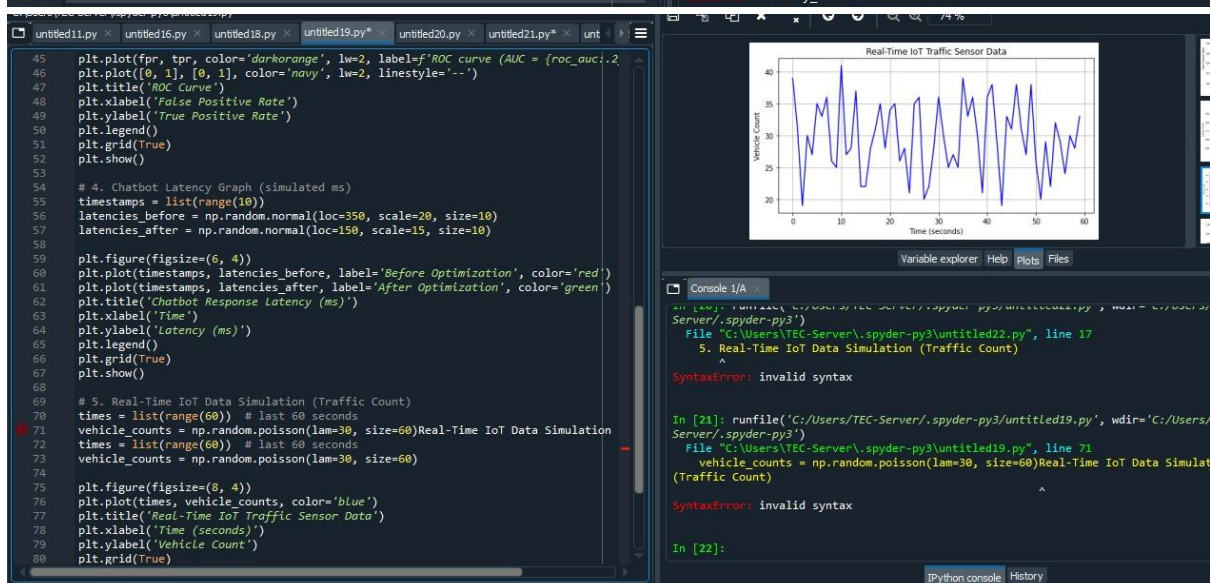 untitled11.py × untitled16.py × untitled18.py × untitled19.py* × untitled20.py × untitled21.py* × unt
45 plt.plot(fpr, tpr, color='darkorange', lw=2, label=f'ROC curve (AUC = {roc_auc:.2
46 plt.plot([0, 1], [0, 1], color='navy', lw=2, linestyle='--')
47 plt.title('ROC Curve')
48 plt.xlabel('False Positive Rate')
49 plt.ylabel('True Positive Rate')
50 plt.legend()
51 plt.grid(True)
52 plt.show()
53
54 # 4. Chatbot Latency Graph (simulated ms)
55 timestamps = list(range(10))
56 latencies_before = np.random.normal(loc=350, scale=20, size=10)
57 latencies_after = np.random.normal(loc=150, scale=15, size=10)
58
59 plt.figure(figsize=(6, 4))
60 plt.plot(timestamps, latencies_before, label='Before Optimization', color='red')
61 plt.plot(timestamps, latencies_after, label='After Optimization', color='green')
62 plt.title('Chatbot Response Latency (ms)')
63 plt.xlabel('Time')
64 plt.ylabel('Latency (ms)')
65 plt.legend()
66 plt.grid(True)
67 plt.show()
68
69 # 5. Real-Time IoT Data Simulation (Traffic Count)
70 times = list(range(60)) # last 60 seconds
71 vehicle_counts = np.random.poisson(lam=30, size=60)Real-Time IoT Data Simulation
72 times = list(range(60)) # last 60 seconds
73 vehicle_counts = np.random.poisson(lam=30, size=60)
74
75 plt.figure(figsize=(8, 4))
76 plt.plot(times, vehicle_counts, color='blue')
77 plt.title('Real-Time IoT Traffic Sensor Data')
78 plt.xlabel('Time (seconds)')
79 plt.ylabel('Vehicle Count')
80 plt.grid(True)
74 %
Real-Time IoT Traffic Sensor Data
Vehicle Count
40
35
30
25
20
0 10 20 30 40 50 60
Time (seconds)
Variable explorer Help Plots Files
Console 1/A ×
Server/.spyder-py3')
File "C:\Users\TEC-Server\.spyder-py3\untitled22.py", line 17
5. Real-Time IoT Data Simulation (Traffic Count)
^
SyntaxError: invalid syntax
In [21]: runfile('C:/Users/TEC-Server/.spyder-py3/untitled19.py', wdir='C:/Users/
Server/.spyder-py3')
File "C:\Users\TEC-Server\.spyder-py3\untitled19.py", line 71
vehicle_counts = np.random.poisson(lam=30, size=60)Real-Time IoT Data Simulat
(Traffic Count)
^
SyntaxError: invalid syntax
In [22]:
IPython console History